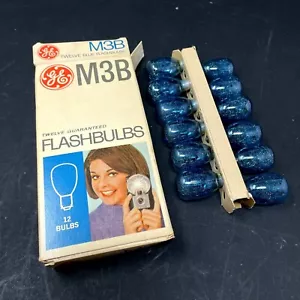 GE
M3B
TWELVE BLUE FLASHBULBS
GE
M3B
TWELVE GUARANTEED
FLASHBULBS
12
BULBS